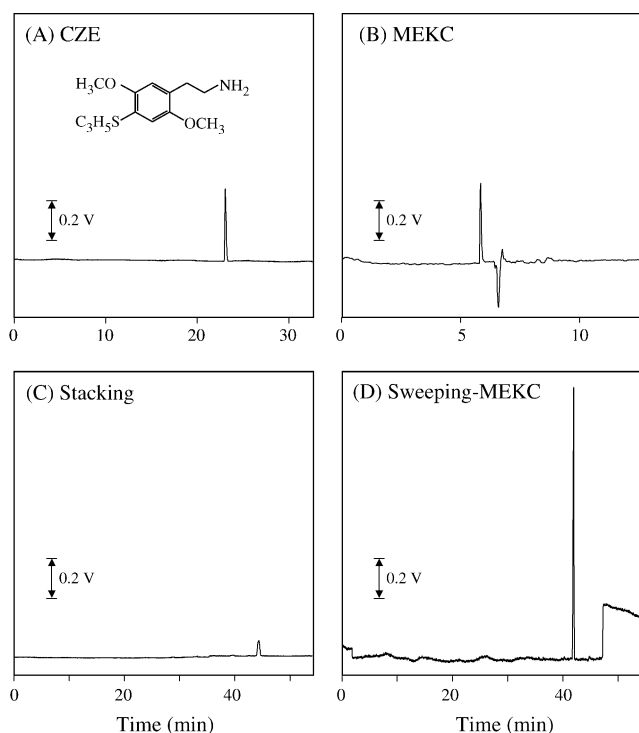 (A) CZE
H₃CO
NH₂
C₃H₅S
OCH₃
0.2 V
0 10 20 30
(B) MEKC
0.2 V
0 5 10
(C) Stacking
0.2 V
0 20 40
Time (min)
(D) Sweeping-MEKC
0.2 V
0 20 40
Time (min)